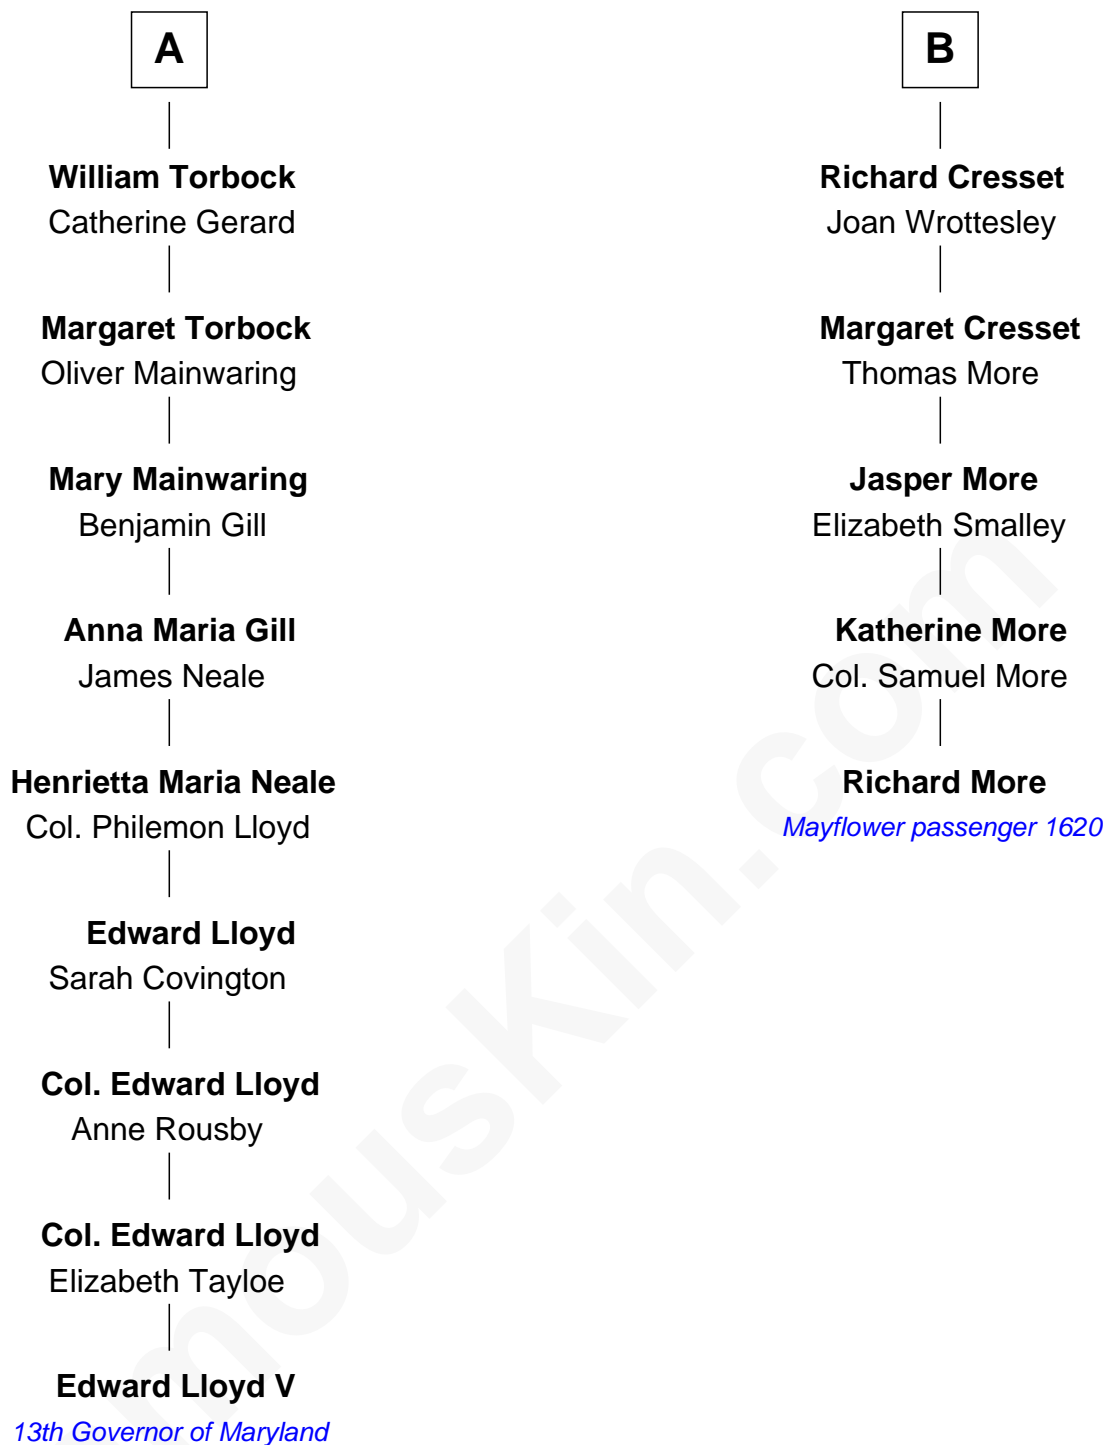 A
William Torbock
Catherine Gerard
Margaret Torbock
Oliver Mainwaring
Mary Mainwaring
Benjamin Gill
Anna Maria Gill
James Neale
Henrietta Maria Neale
Col. Philemon Lloyd
Edward Lloyd
Sarah Covington
Col. Edward Lloyd
Anne Rousby
Col. Edward Lloyd
Elizabeth Tayloe
Edward Lloyd V
13th Governor of Maryland
B
Richard Cresset
Joan Wrottesley
Margaret Cresset
Thomas More
Jasper More
Elizabeth Smalley
Katherine More
Col. Samuel More
Richard More
Mayflower passenger 1620
mouskin.com